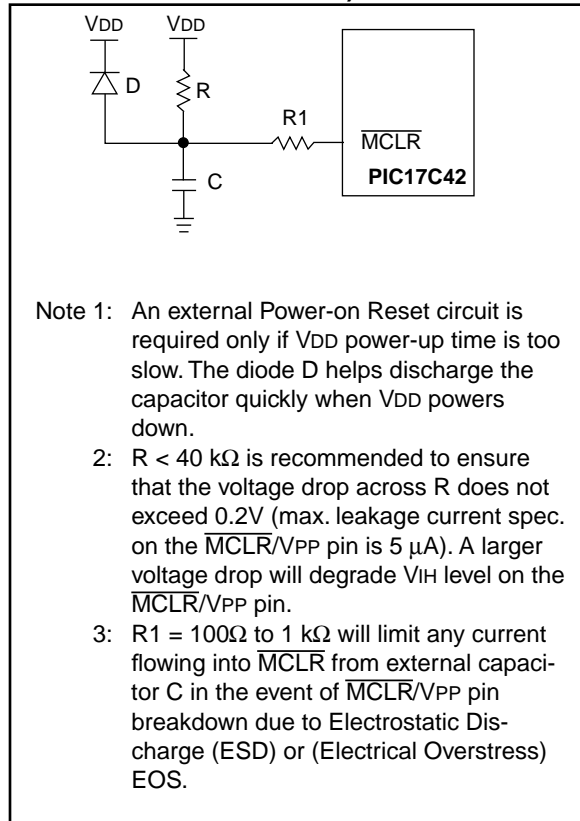 VDD VDD
D
R
R1
MCLR
PIC17C42
C
Note 1: An external Power-on Reset circuit is
required only if VDD power-up time is too
slow. The diode D helps discharge the
capacitor quickly when VDD powers
down.
2: R < 40 kΩ is recommended to ensure
that the voltage drop across R does not
exceed 0.2V (max. leakage current spec.
on the MCLR/VPP pin is 5 μA). A larger
voltage drop will degrade VIH level on the
MCLR/VPP pin.
3: R1 = 100Ω to 1 kΩ will limit any current
flowing into MCLR from external capaci-
tor C in the event of MCLR/VPP pin
breakdown due to Electrostatic Dis-
charge (ESD) or (Electrical Overstress)
EOS.